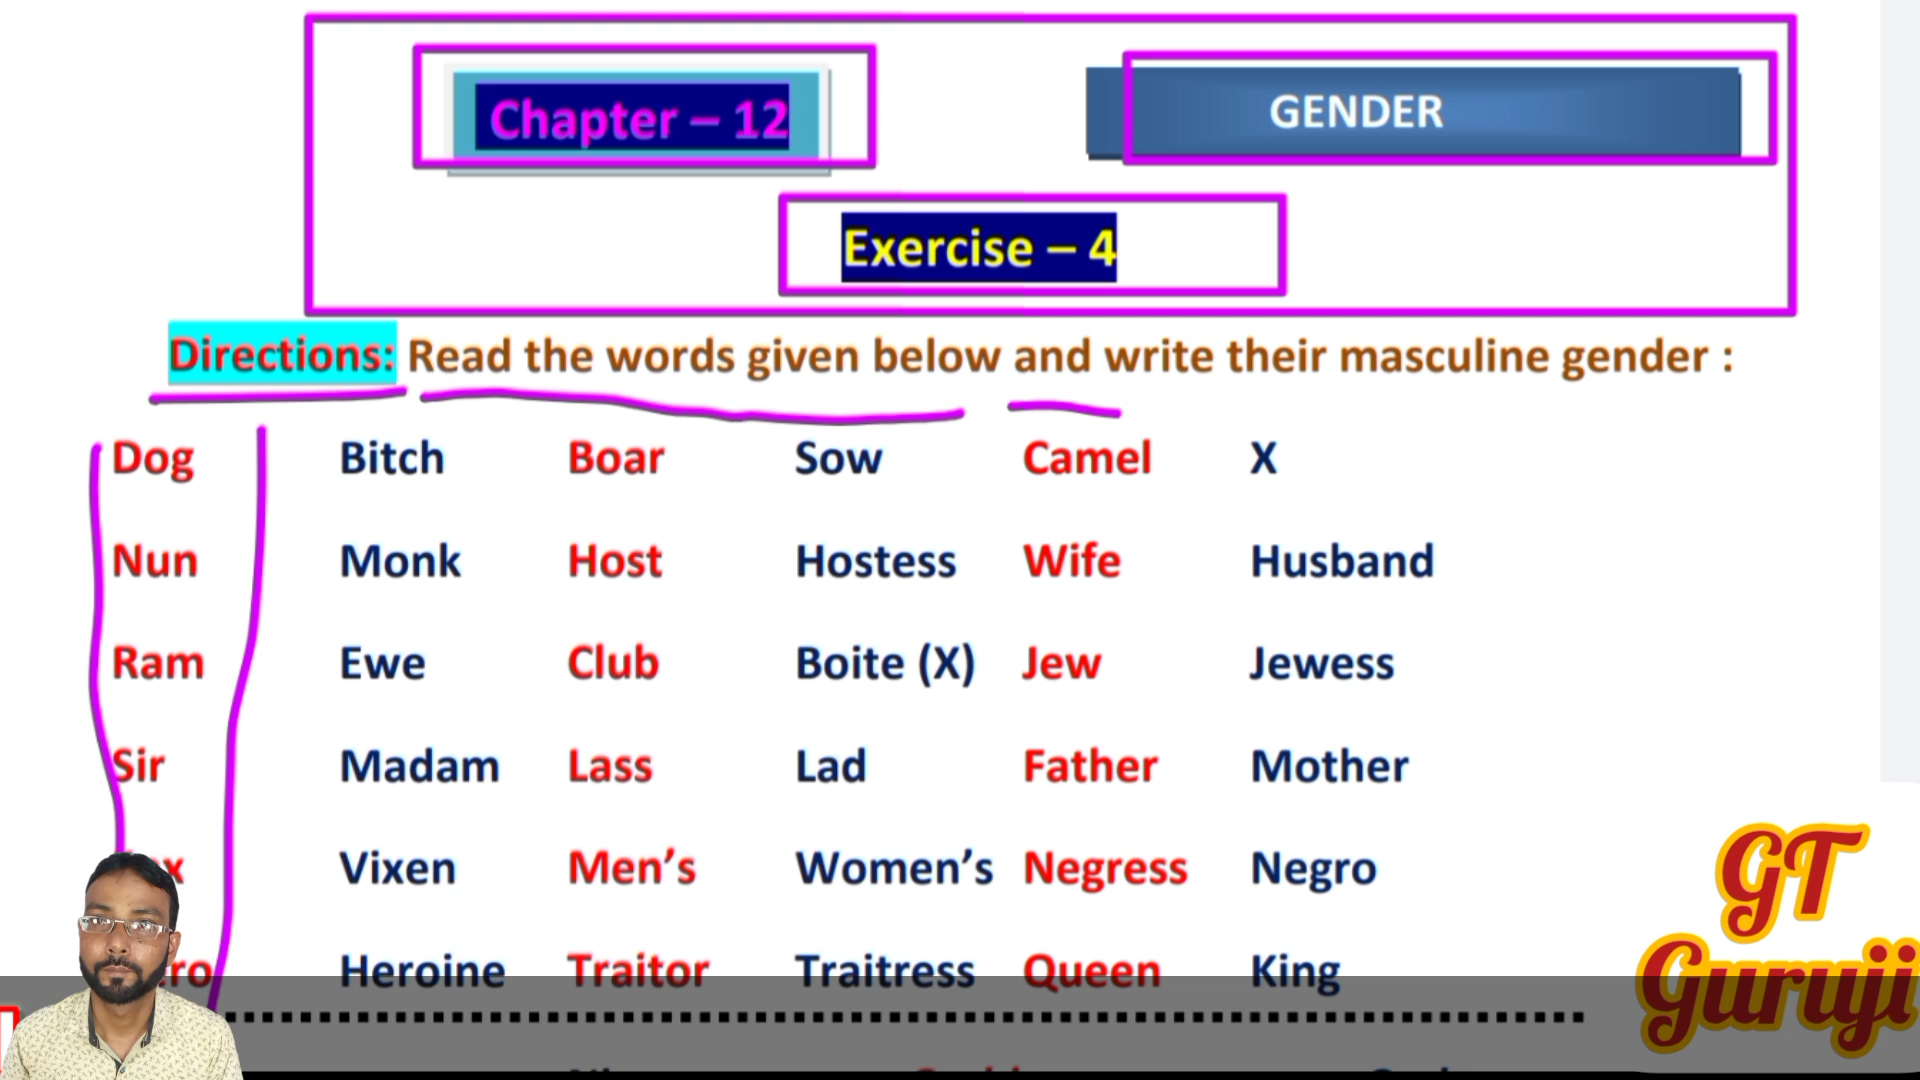 Chapter – 12
GENDER
Exercise – 4
Directions: Read the words given below and write their masculine gender :
Dog Bitch Boar Sow Camel X
Nun Monk Host Hostess Wife Husband
Ram Ewe Club Boite (X) Jew Jewess
Sir Madam Lass Lad Father Mother
Vixen Men’s Women’s Negress Negro
Heroine Traitor Traitress Queen King
GT
Guruji